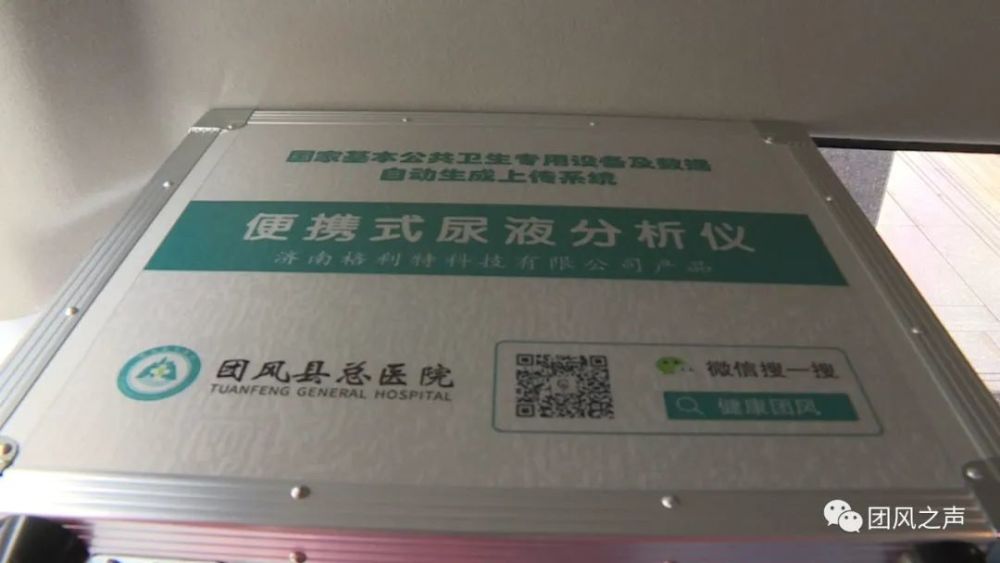 国家基本公共卫生专用设备及数据
自动生成上传系统
便携式尿液分析仪
济南格利特科技有限公司产品
团风县总医院
TUANFENG GENERAL HOSPITAL
微信搜一搜
健康团风
团风之声